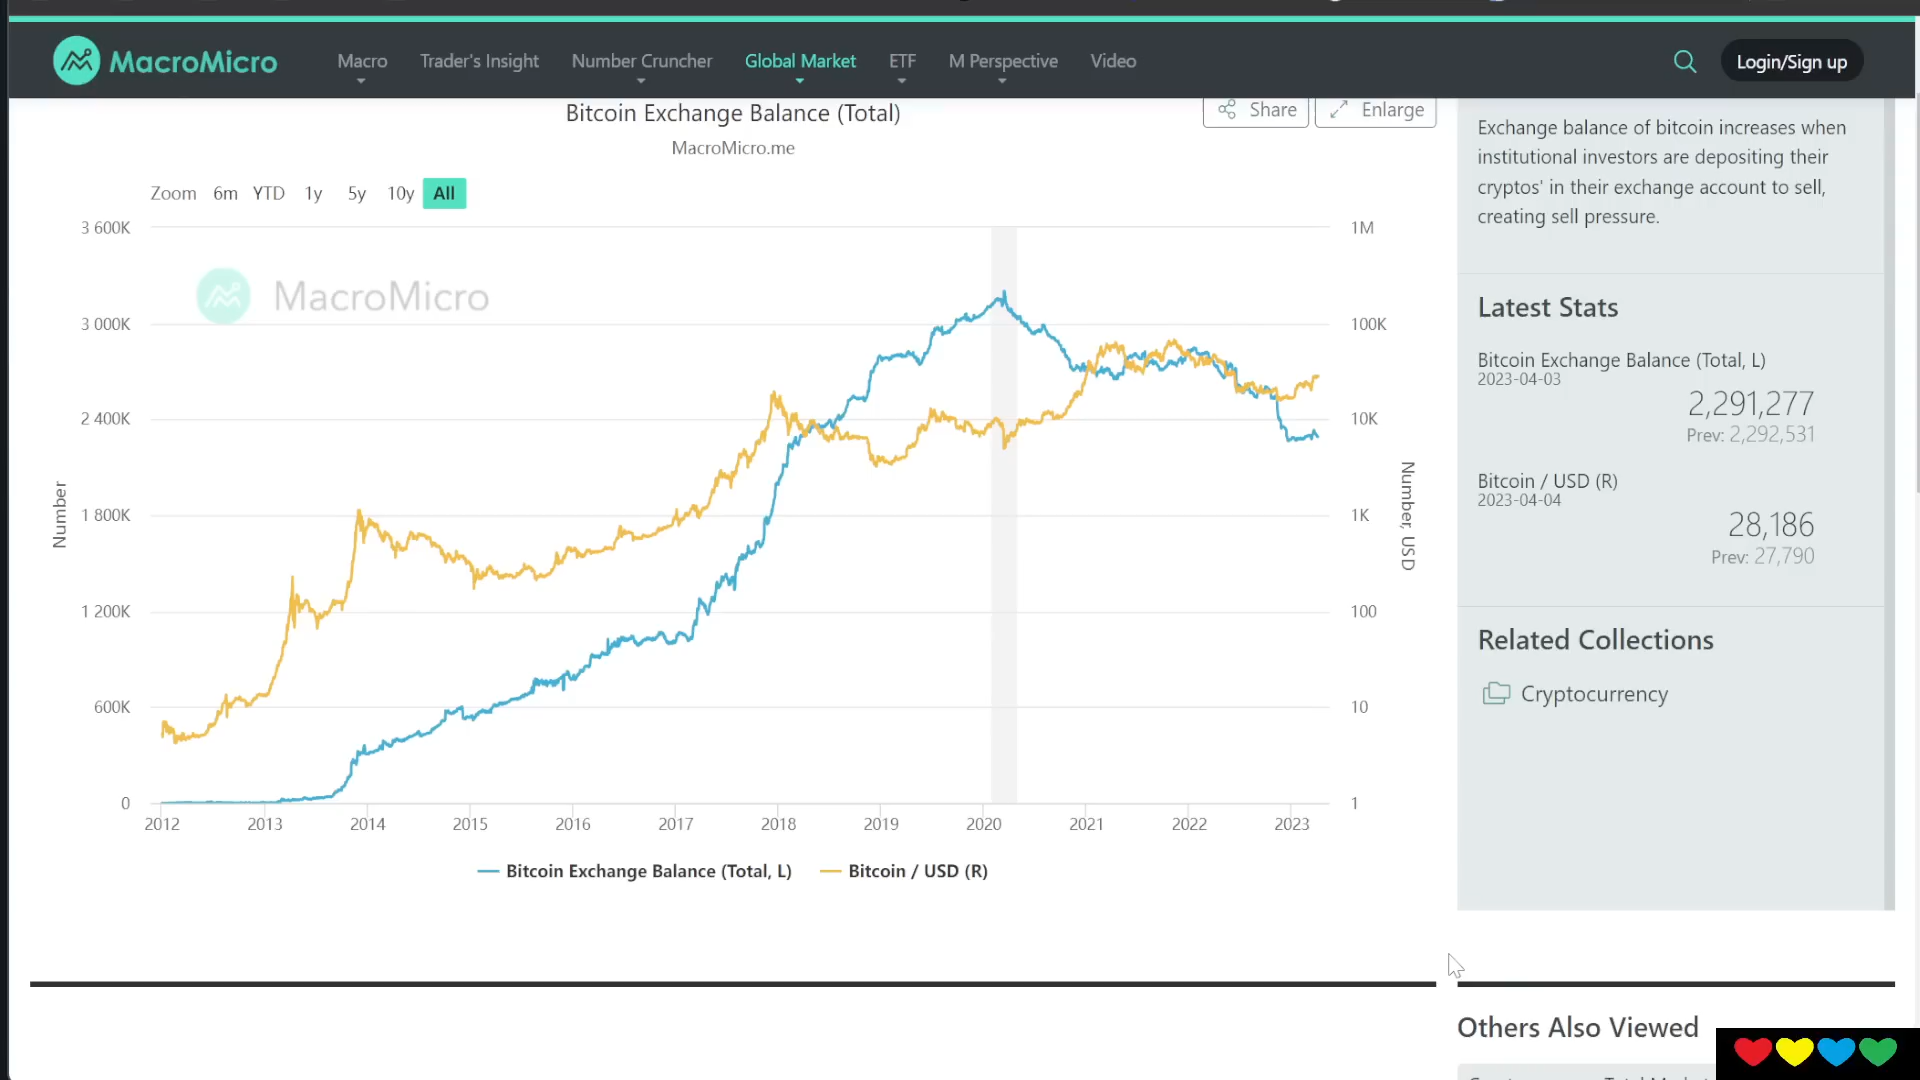 MacroMicro
Macro
Trader's Insight
Number Cruncher
Global Market
ETF
M Perspective
Video
Login/Sign up
Bitcoin Exchange Balance (Total)
MacroMicro.me
Share
Enlarge
Zoom 6m YTD 1y 5y 10y All
MacroMicro
3 600K
3 000K
2 400K
1 800K
1 200K
600K
0
Number
1M
100K
10K
1K
100
10
1
Number, USD
2012 2013 2014 2015 2016 2017 2018 2019 2020 2021 2022 2023
Bitcoin Exchange Balance (Total, L)
Bitcoin / USD (R)
Exchange balance of bitcoin increases when
institutional investors are depositing their
cryptos' in their exchange account to sell,
creating sell pressure.
Latest Stats
Bitcoin Exchange Balance (Total, L)
2023-04-03
2,291,277
Prev: 2,292,531
Bitcoin / USD (R)
2023-04-04
28,186
Prev: 27,790
Related Collections
Cryptocurrency
Others Also Viewed